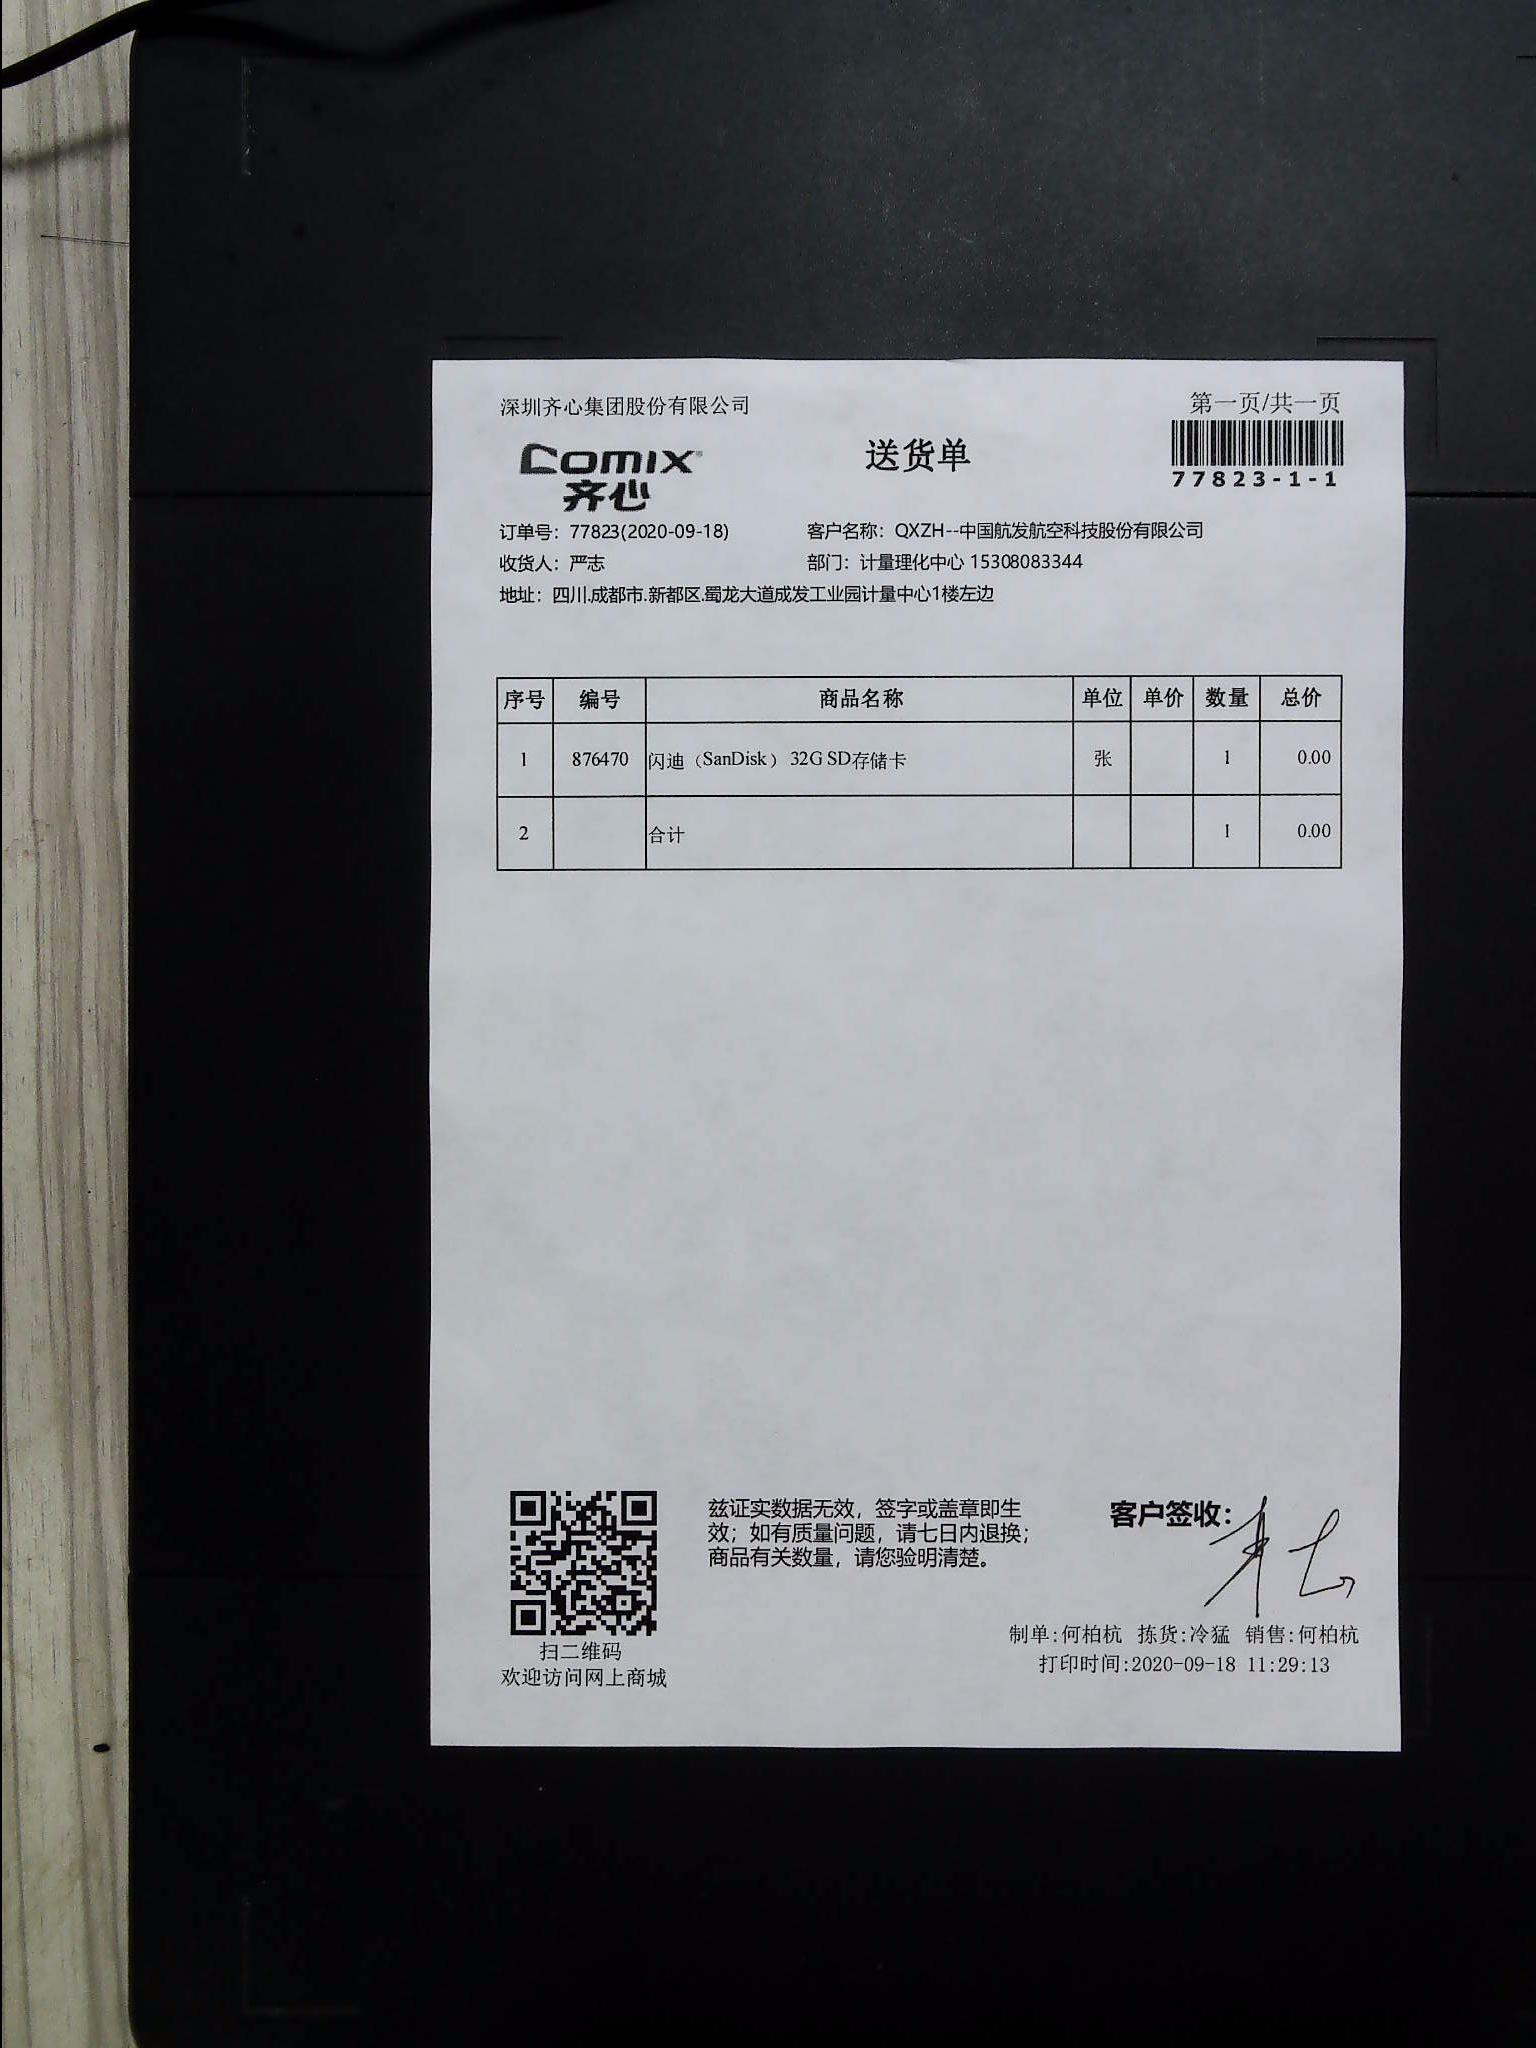 深圳齐心集团股份有限公司
第一页/共一页
comix
齐心
送货单
77823-1-1
订单号：77823(2020-09-18) 客户名称：QXZH--中国航发航空科技股份有限公司
收货人：严志 部门：计量理化中心 15308083344
地址：四川.成都市.新都区.蜀龙大道成发工业园计量中心1楼左边
序号 编号 商品名称 单位 单价 数量 总价
1 876470 闪迪（SanDisk） 32G SD存储卡 张 1 0.00
2 合计 1 0.00
兹证实数据无效，签字或盖章即生
效；如有质量问题，请七日内退换；
商品有关数量，请您验明清楚。
客户签收：
扫二维码
欢迎访问网上商城
制单:何柏杭 拣货:冷猛 销售:何柏杭
打印时间:2020-09-18 11:29:13